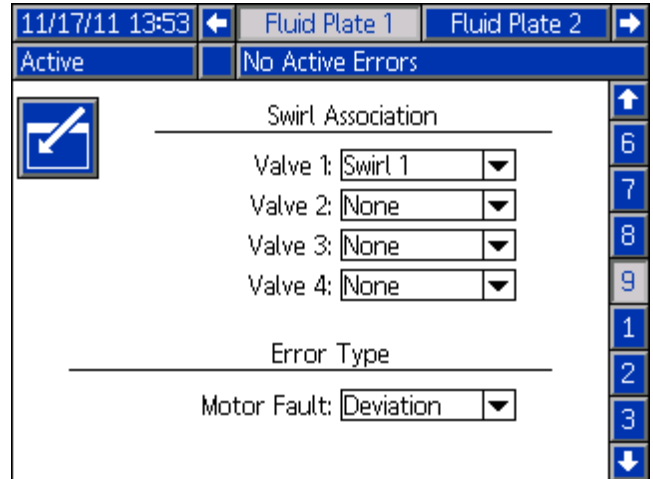 11/17/11 13:53 Fluid Plate 1 Fluid Plate 2
Active No Active Errors
Swirl Association
Valve 1: Swirl 1
Valve 2: None
Valve 3: None
Valve 4: None
Error Type
Motor Fault: Deviation
6
7
8
9
1
2
3